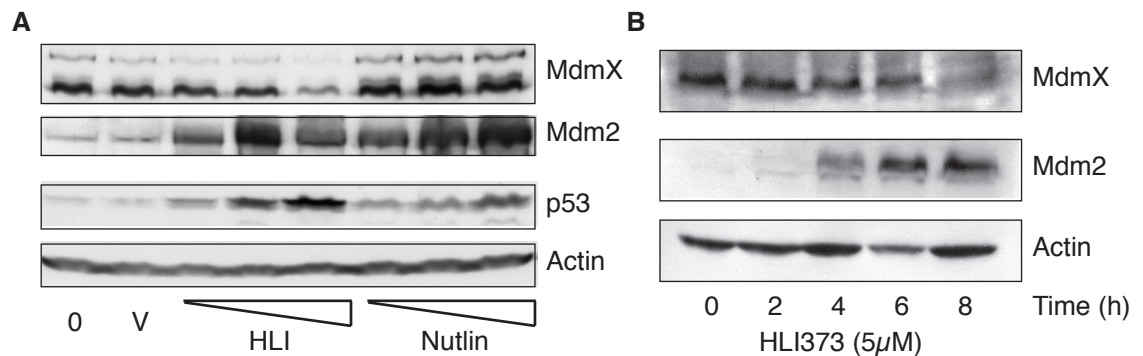 A
MdmX
Mdm2
p53
Actin
0 V HLI Nutlin
B
MdmX
Mdm2
Actin
0 2 4 6 8 Time (h)
HLI373 (5µM)